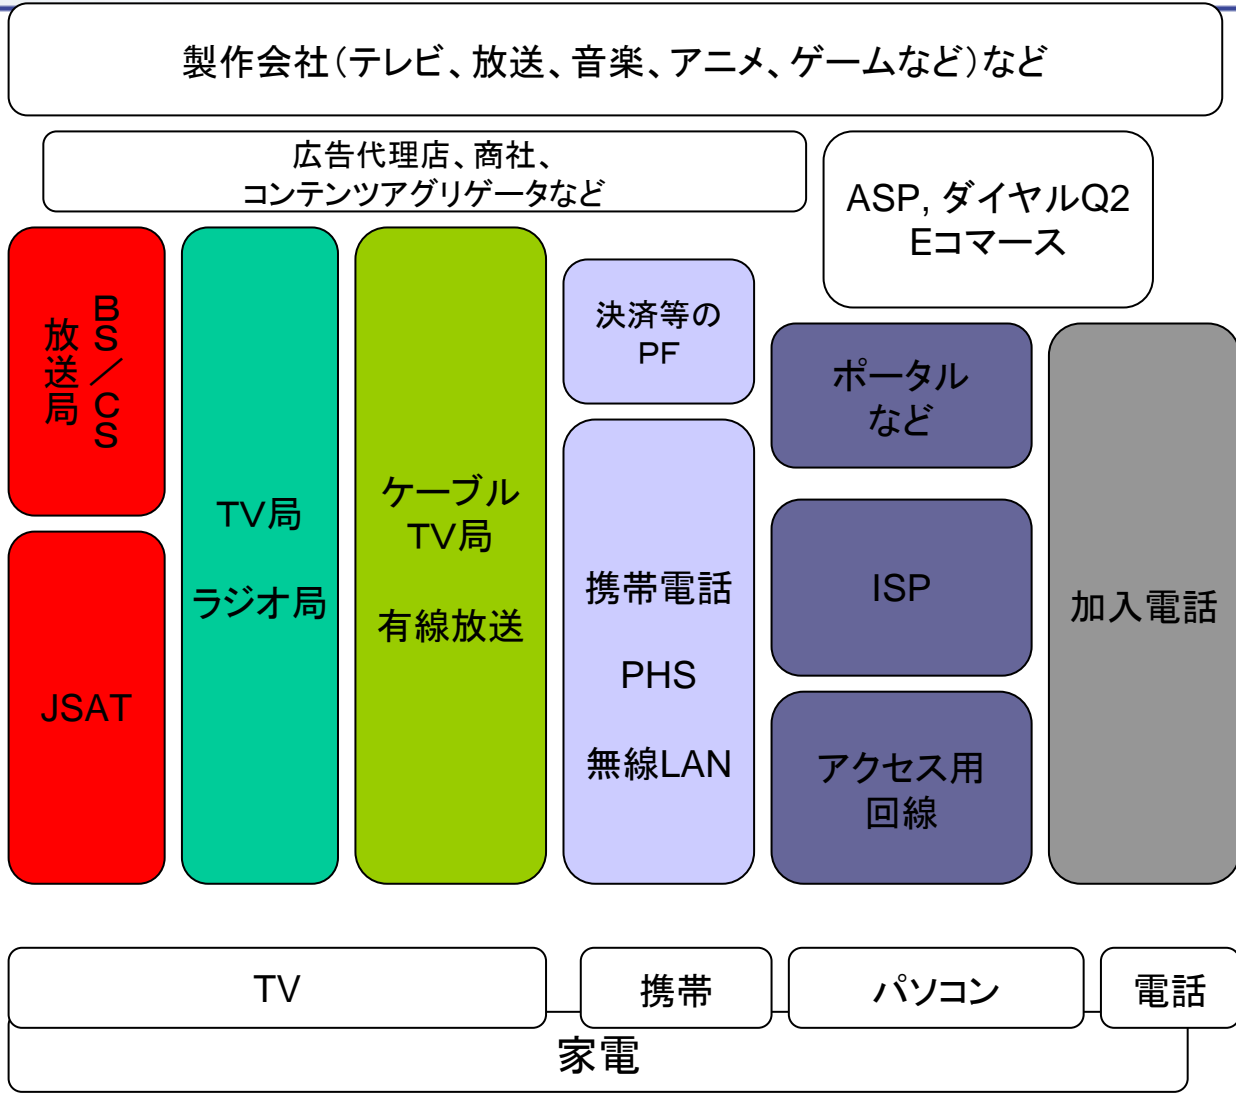 製作会社(テレビ、放送、音楽、アニメ、ゲームなど)など
広告代理店、商社、
コンテンツアグリゲータなど
ASP, ダイヤルQ2
Eコマース
BS/CS
放送局
JSAT
TV局
ラジオ局
ケーブル
TV局
有線放送
決済等の
PF
携帯電話
PHS
無線LAN
ポータル
など
ISP
アクセス用
回線
加入電話
TV
携帯
パソコン
電話
家電